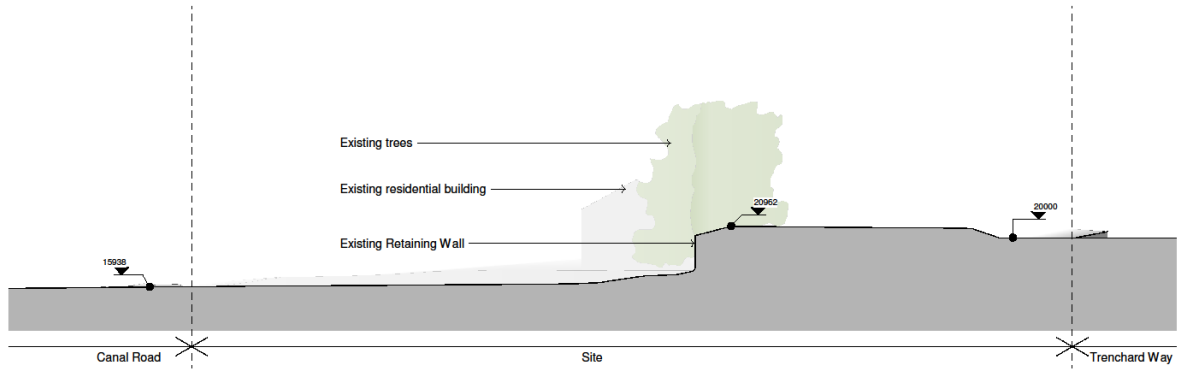 Existing trees
Existing residential building
20962
20000
Existing Retaining Wall
15938
Canal Road
Site
Trenchard Way